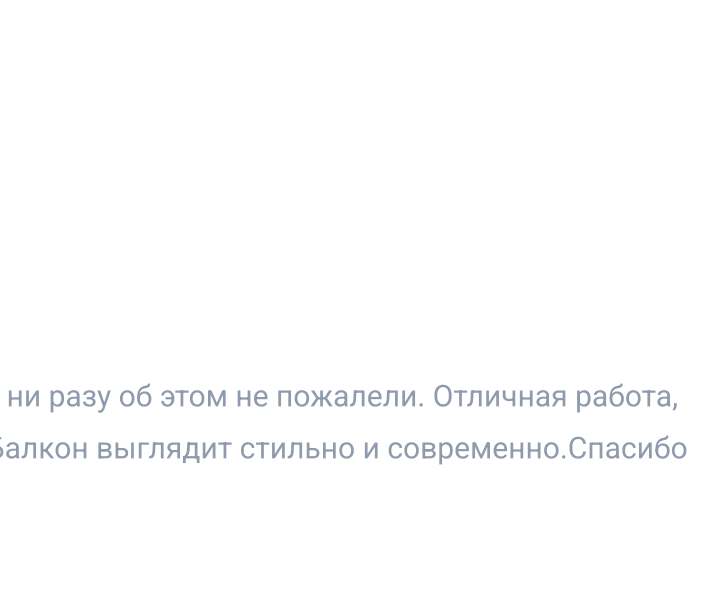 ни разу об этом не пожалели. Отличная работа,
Балкон выглядит стильно и современно.Спасибо